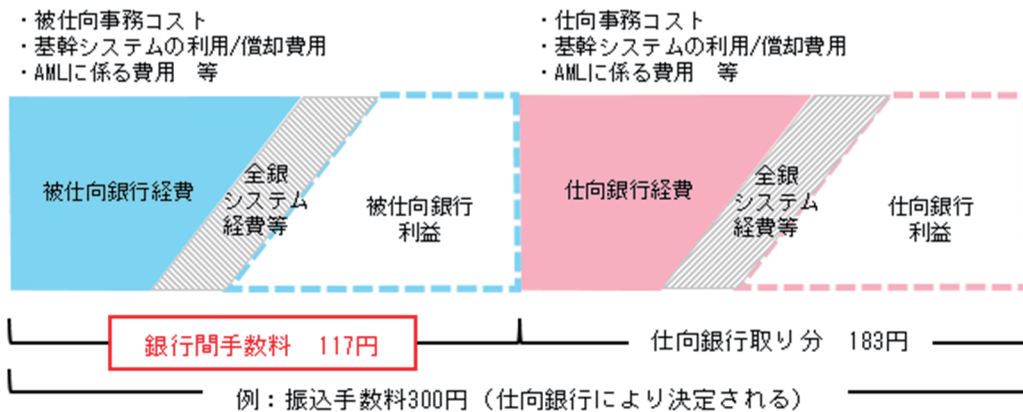 ・被仕向事務コスト
・基幹システムの利用/償却費用
・AMLに係る費用　等
・仕向事務コスト
・基幹システムの利用/償却費用
・AMLに係る費用　等
被仕向銀行経費
全銀
システム
経費等
被仕向銀行
利益
仕向銀行経費
全銀
システム
経費等
仕向銀行
利益
銀行間手数料　117円
仕向銀行取り分　183円
例：振込手数料300円（仕向銀行により決定される）